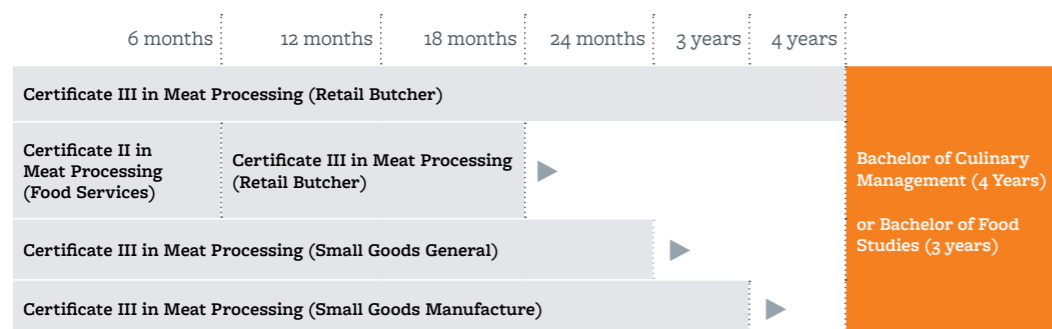 6 months 12 months 18 months 24 months 3 years 4 years
Certificate III in Meat Processing (Retail Butcher)
Certificate II in
Meat Processing
(Food Services)
Certificate III in Meat Processing
(Retail Butcher)
Certificate III in Meat Processing (Small Goods General)
Certificate III in Meat Processing (Small Goods Manufacture)
Bachelor of Culinary
Management (4 Years)
or Bachelor of Food
Studies (3 years)